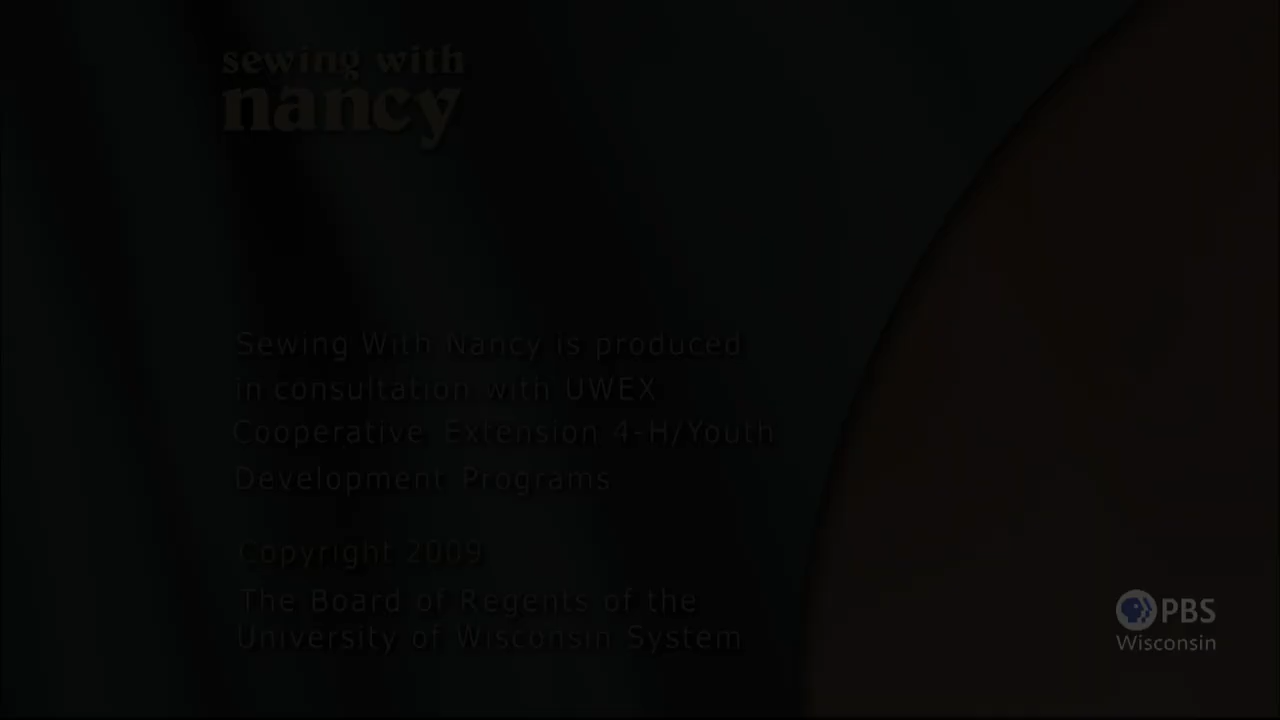 sewing with
nancy
Sewing With Nancy is produced
in consultation with UWEX
Cooperative Extension 4-H/Youth
Development Programs
Copyright 2009
The Board of Regents of the
University of Wisconsin System
PBS
Wisconsin